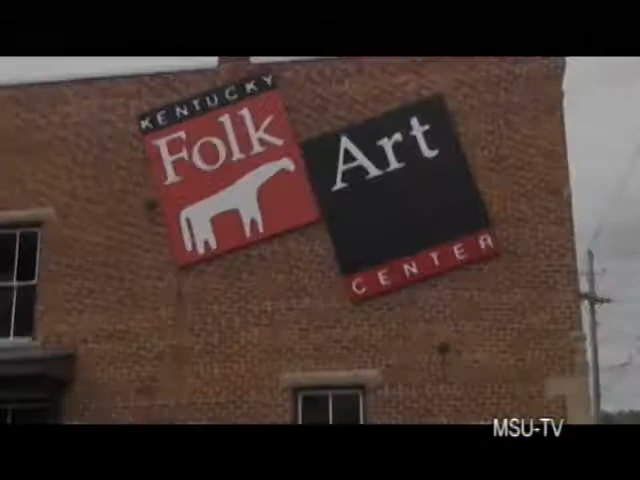 KENTUCKY
Folk
Art
CENTER
MSU-TV